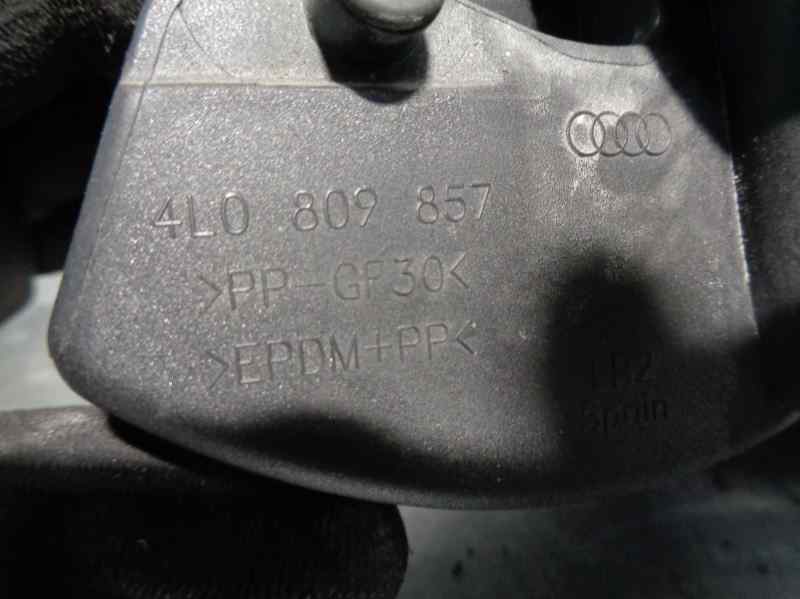 4L0 809 857
>PP-GF30<
>EPDM+PP<
Spain